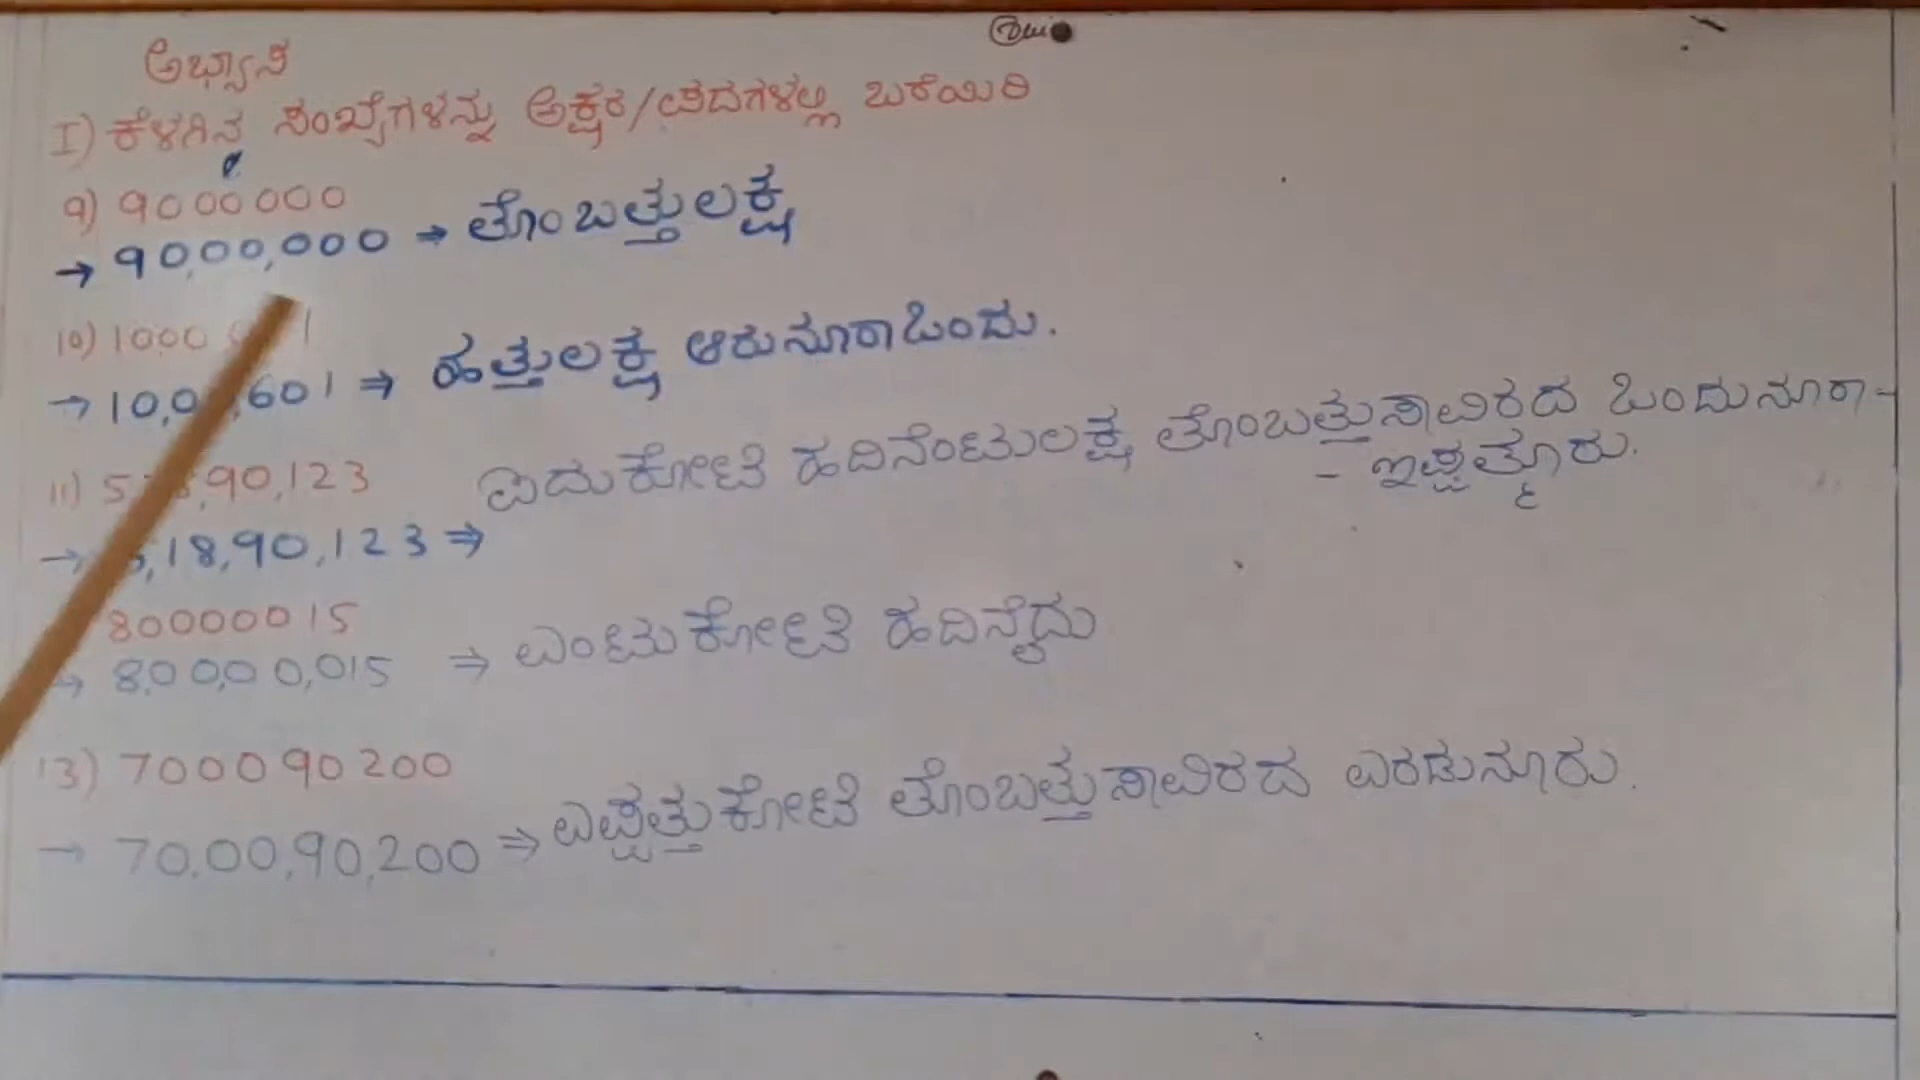 ಅಭ್ಯಾಸ
I) ಕೆಳಗಿನ ಸಂಖ್ಯೆಗಳನ್ನು ಅಕ್ಷರ/ಪದಗಳಲ್ಲಿ ಬರೆಯಿರಿ
9) 9000000
→ 90,00,000 → ತೊಂಬತ್ತುಲಕ್ಷ
10) 1000
→ 10,0 ,601 ⇒ ಹತ್ತುಲಕ್ಷ ಆರುನೂರಾಒಂದು.
11) 5 ,90,123
→ 5,18,90,123 ⇒ ಐದುಕೋಟಿ ಹದಿನೆಂಟುಲಕ್ಷ ತೊಂಬತ್ತುಸಾವಿರದ ಒಂದುನೂರಾ-
- ಇಪ್ಪತ್ಮೂರು.
80000015
→ 8,00,00,015 ⇒ ಎಂಟುಕೋಟಿ ಹದಿನೈದು
13) 700090200
→ 70,00,90,200 ⇒ ಎಪ್ಪತ್ತುಕೋಟಿ ತೊಂಬತ್ತುಸಾವಿರದ ಎರಡುನೂರು.